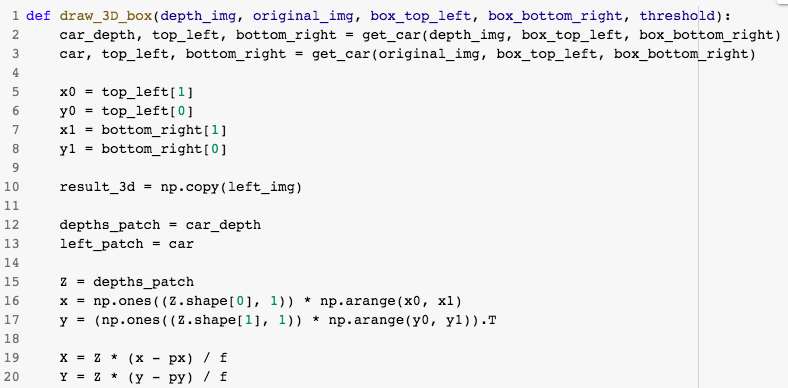 1 def draw_3D_box(depth_img, original_img, box_top_left, box_bottom_right, threshold):
2     car_depth, top_left, bottom_right = get_car(depth_img, box_top_left, box_bottom_right)
3     car, top_left, bottom_right = get_car(original_img, box_top_left, box_bottom_right)
4
5     x0 = top_left[1]
6     y0 = top_left[0]
7     x1 = bottom_right[1]
8     y1 = bottom_right[0]
9
10     result_3d = np.copy(left_img)
11
12     depths_patch = car_depth
13     left_patch = car
14
15     Z = depths_patch
16     x = np.ones((Z.shape[0], 1)) * np.arange(x0, x1)
17     y = (np.ones((Z.shape[1], 1)) * np.arange(y0, y1)).T
18
19     X = Z * (x - px) / f
20     Y = Z * (y - py) / f